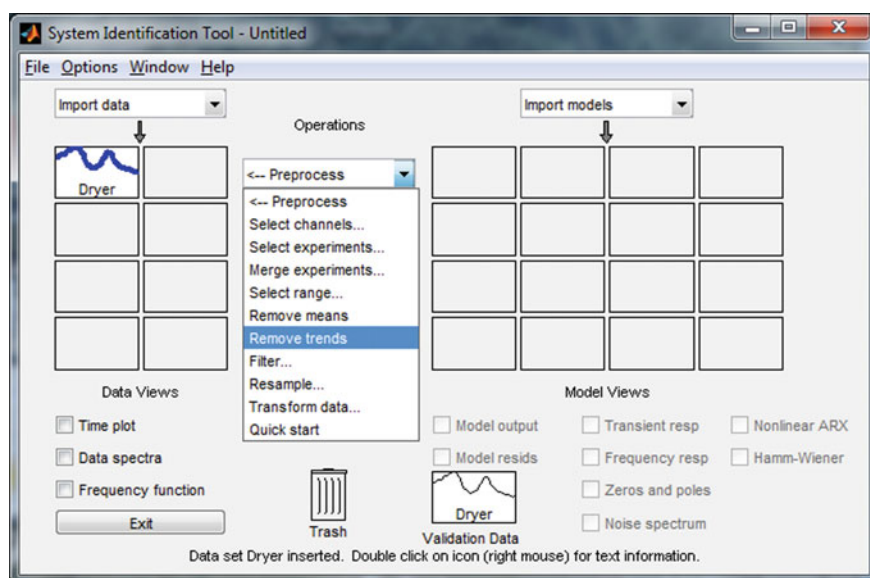 System Identification Tool - Untitled
File Options Window Help
Import data
Import models
Operations
Dryer
<-- Preprocess
<-- Preprocess
Select channels...
Select experiments...
Merge experiments...
Select range...
Remove means
Remove trends
Filter...
Resample...
Transform data...
Quick start
Data Views
Model Views
Time plot
Model output
Transient resp
Nonlinear ARX
Data spectra
Model resids
Frequency resp
Hamm-Wiener
Frequency function
Zeros and poles
Exit
Trash
Dryer
Validation Data
Noise spectrum
Data set Dryer inserted. Double click on icon (right mouse) for text information.